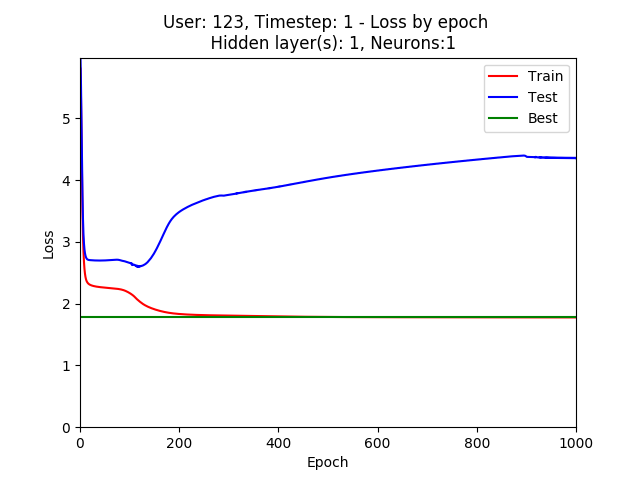 User: 123, Timestep: 1 - Loss by epoch
Hidden layer(s): 1, Neurons:1
Train
Test
Best
Loss
5
4
3
2
1
0
0 200 400 600 800 1000
Epoch